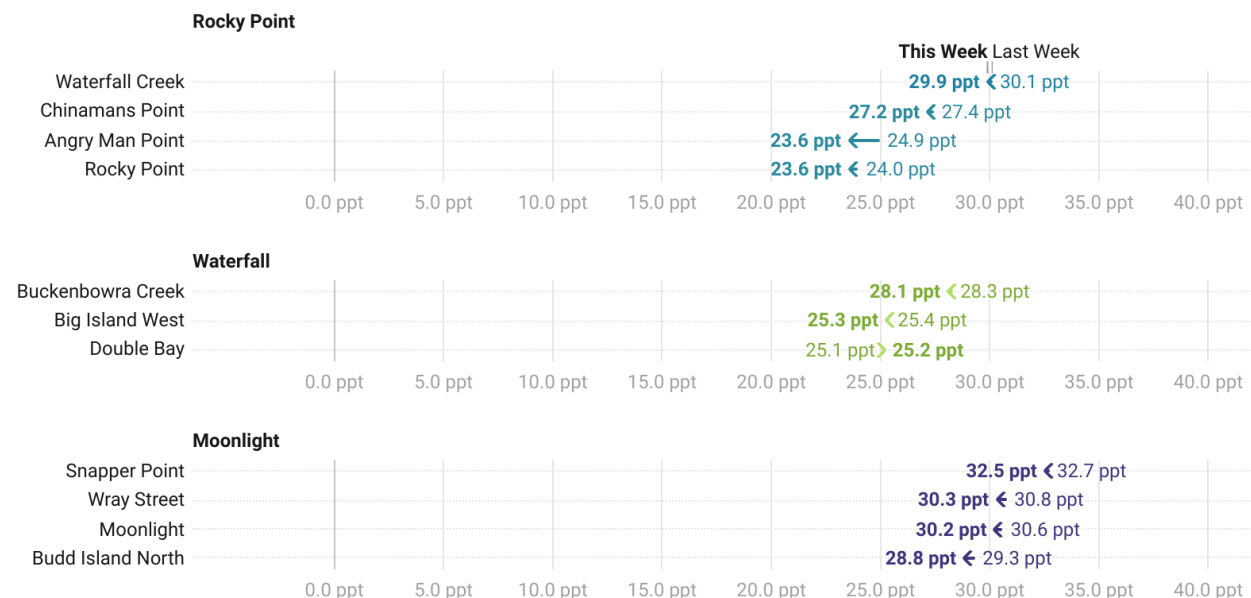 Rocky Point
This Week Last Week
Waterfall Creek 29.9 ppt 30.1 ppt
Chinamans Point 27.2 ppt 27.4 ppt
Angry Man Point 23.6 ppt 24.9 ppt
Rocky Point 23.6 ppt 24.0 ppt
0.0 ppt 5.0 ppt 10.0 ppt 15.0 ppt 20.0 ppt 25.0 ppt 30.0 ppt 35.0 ppt 40.0 ppt
Waterfall
Buckenbowra Creek 28.1 ppt 28.3 ppt
Big Island West 25.3 ppt 25.4 ppt
Double Bay 25.1 ppt 25.2 ppt
0.0 ppt 5.0 ppt 10.0 ppt 15.0 ppt 20.0 ppt 25.0 ppt 30.0 ppt 35.0 ppt 40.0 ppt
Moonlight
Snapper Point 32.5 ppt 32.7 ppt
Wray Street 30.3 ppt 30.8 ppt
Moonlight 30.2 ppt 30.6 ppt
Budd Island North 28.8 ppt 29.3 ppt
0.0 ppt 5.0 ppt 10.0 ppt 15.0 ppt 20.0 ppt 25.0 ppt 30.0 ppt 35.0 ppt 40.0 ppt